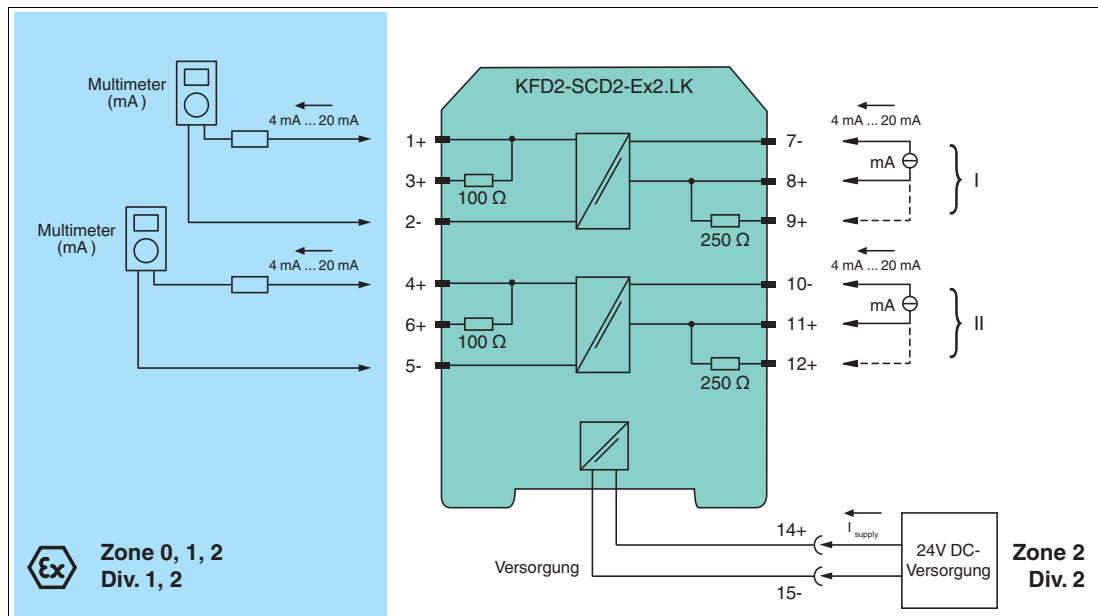 KFD2-SCD2-Ex2.LK
Multimeter
(mA)
4 mA ... 20 mA
1+
3+
100 Ω
2-
7-
8+
9+
250 Ω
4 mA ... 20 mA
mA
I
Multimeter
(mA)
4 mA ... 20 mA
4+
6+
100 Ω
5-
10-
11+
12+
250 Ω
4 mA ... 20 mA
mA
II
14+
15-
I supply
24V DC-
Versorgung
Versorgung
Zone 2
Div. 2
Ex
Zone 0, 1, 2
Div. 1, 2